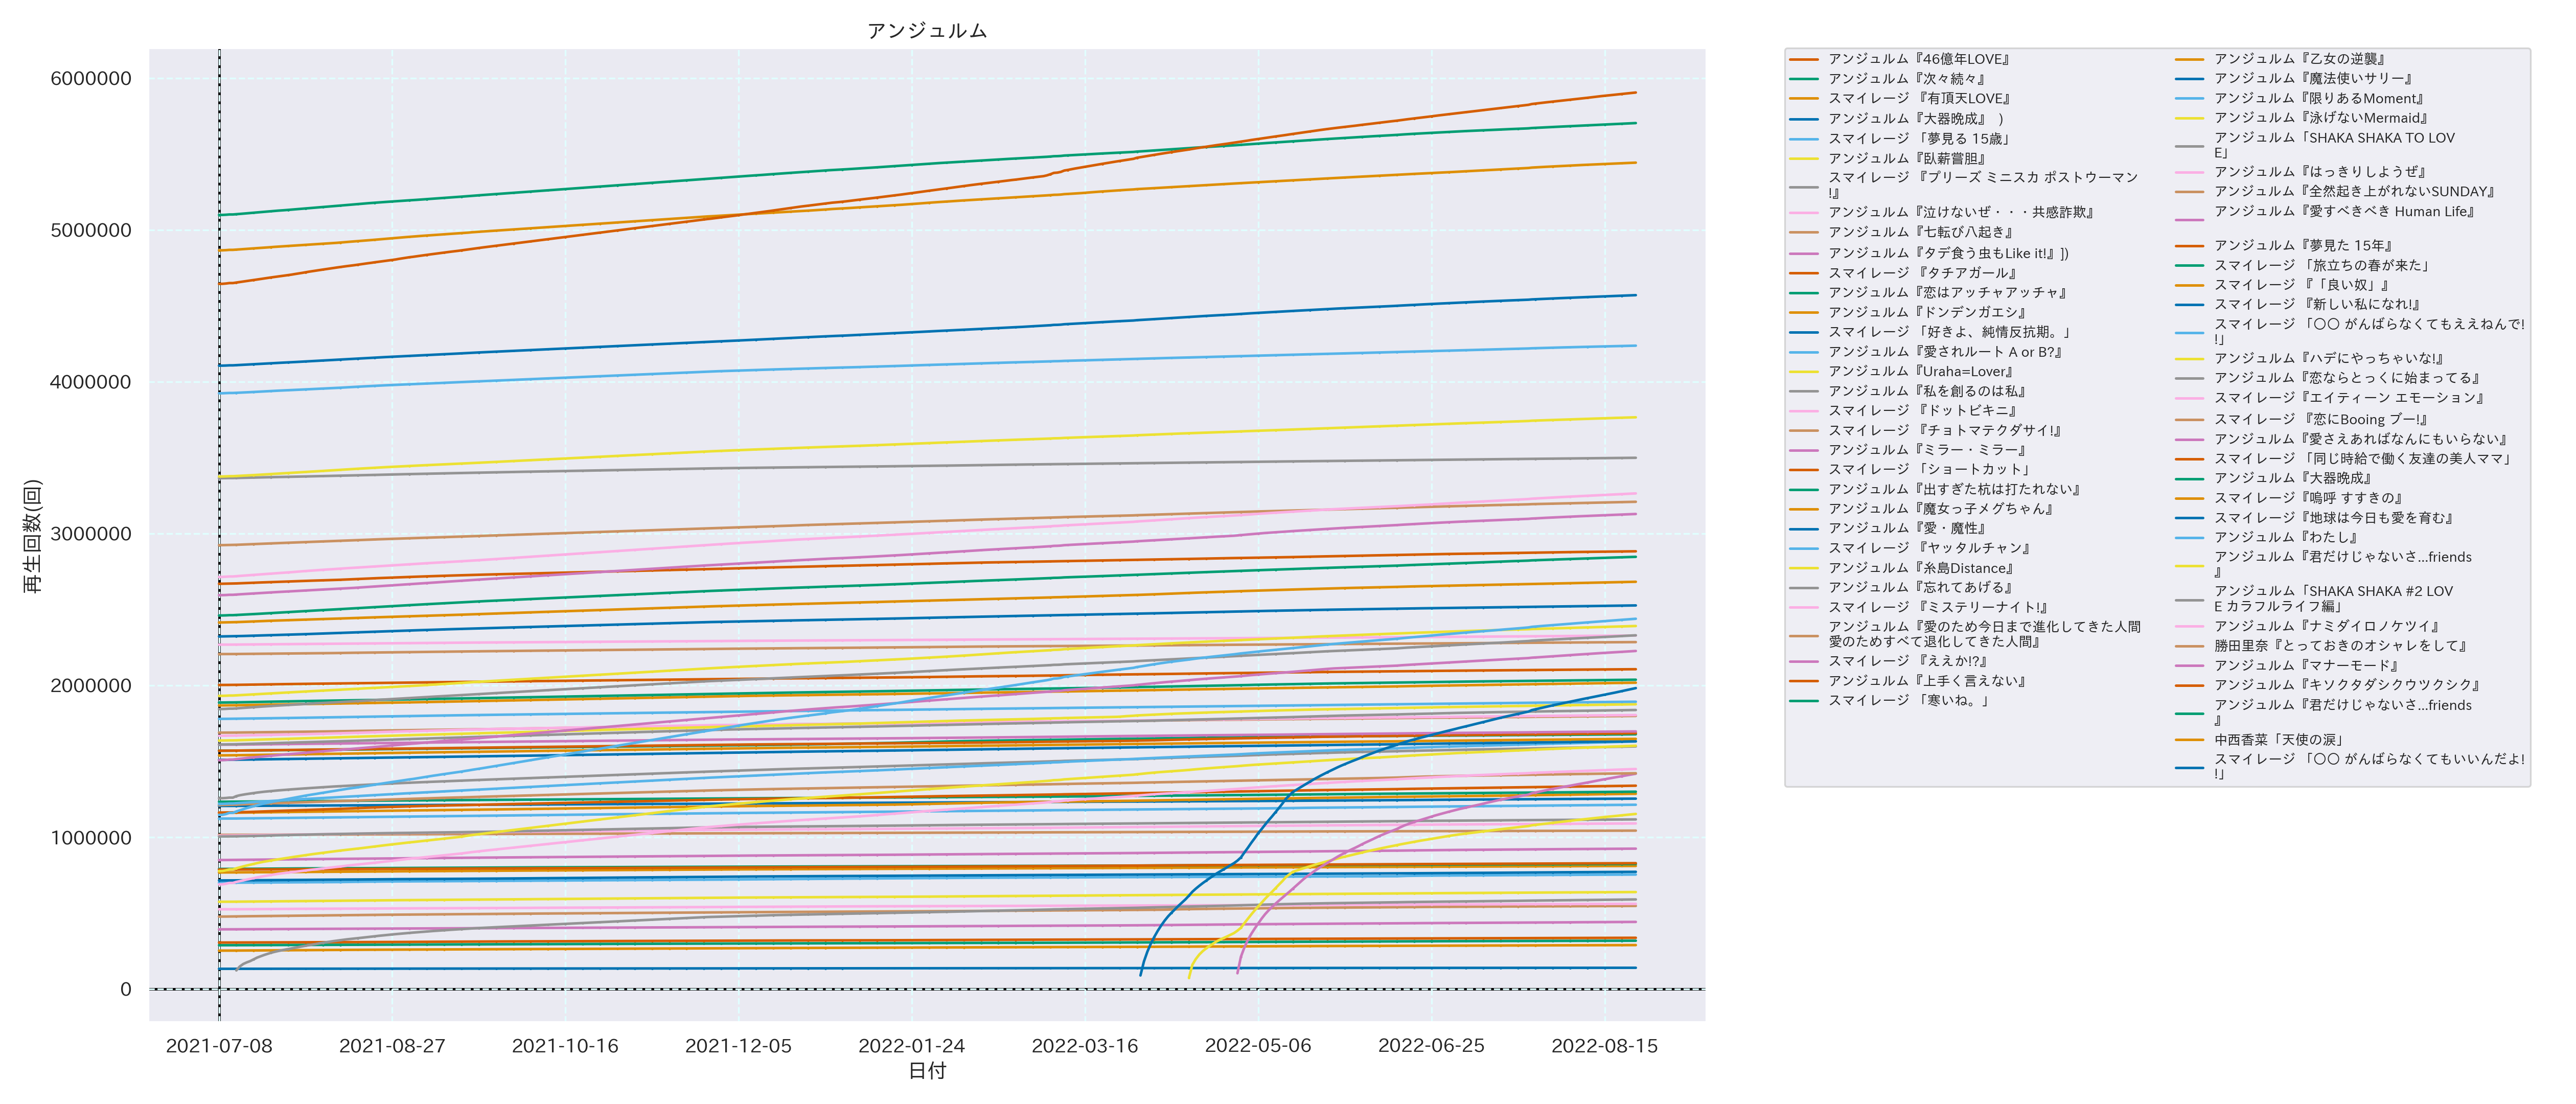 アンジュルム
再生回数(回)
6000000
5000000
4000000
3000000
2000000
1000000
0
2021-07-08
2021-08-27
2021-10-16
2021-12-05
2022-01-24
2022-03-16
2022-05-06
2022-06-25
2022-08-15
日付
アンジュルム『46億年LOVE』
アンジュルム『次々続々』
スマイレージ 『有頂天LOVE』
アンジュルム『大器晩成』 )
スマイレージ 「夢見る 15歳」
アンジュルム『臥薪嘗胆』
スマイレージ 『プリーズ ミニスカ ポストウーマン
!』
アンジュルム『泣けないぜ・・・共感詐欺』
アンジュルム『七転び八起き』
アンジュルム『タデ食う虫もLike it!』])
スマイレージ 『タチアガール』
アンジュルム『恋はアッチャアッチャ』
アンジュルム『ドンデンガエシ』
スマイレージ 「好きよ、純情反抗期。」
アンジュルム『愛されルート A or B?』
アンジュルム『Uraha=Lover』
アンジュルム『私を創るのは私』
スマイレージ 『ドットビキニ』
スマイレージ 『チョトマテクダサイ!』
アンジュルム『ミラー・ミラー』
スマイレージ 「ショートカット」
アンジュルム『出すぎた杭は打たれない』
アンジュルム『魔女っ子メグちゃん』
アンジュルム『愛・魔性』
スマイレージ 『ヤッタルチャン』
アンジュルム『糸島Distance』
アンジュルム『忘れてあげる』
スマイレージ 『ミステリーナイト!』
アンジュルム『愛のため今日まで進化してきた人間
愛のためすべて退化してきた人間』
スマイレージ 『ええか!?』
アンジュルム『上手く言えない』
スマイレージ 「寒いね。」
アンジュルム『乙女の逆襲』
アンジュルム『魔法使いサリー』
アンジュルム『限りあるMoment』
アンジュルム『泳げないMermaid』
アンジュルム「SHAKA SHAKA TO LOV
E」
アンジュルム『はっきりしようぜ』
アンジュルム『全然起き上がれないSUNDAY』
アンジュルム『愛すべきべき Human Life』
アンジュルム『夢見た 15年』
スマイレージ 「旅立ちの春が来た」
スマイレージ 『「良い奴」』
スマイレージ 『新しい私になれ!』
スマイレージ 「〇〇 がんばらなくてもええねんで!
!」
アンジュルム『ハデにやっちゃいな!』
アンジュルム『恋ならとっくに始まってる』
スマイレージ『エイティーン エモーション』
スマイレージ 『恋にBooing ブー!』
アンジュルム『愛さえあればなんにもいらない』
スマイレージ 「同じ時給で働く友達の美人ママ」
アンジュルム『大器晩成』
スマイレージ『嗚呼 すすきの』
スマイレージ『地球は今日も愛を育む』
アンジュルム『わたし』
アンジュルム『君だけじゃないさ...friends
』
アンジュルム「SHAKA SHAKA #2 LOV
E カラフルライフ編」
アンジュルム『ナミダイロノケツイ』
勝田里奈『とっておきのオシャレをして』
アンジュルム『マナーモード』
アンジュルム『キソクタダシクウツクシク』
アンジュルム『君だけじゃないさ...friends
』
中西香菜「天使の涙」
スマイレージ 「〇〇 がんばらなくてもいいんだよ!
!」